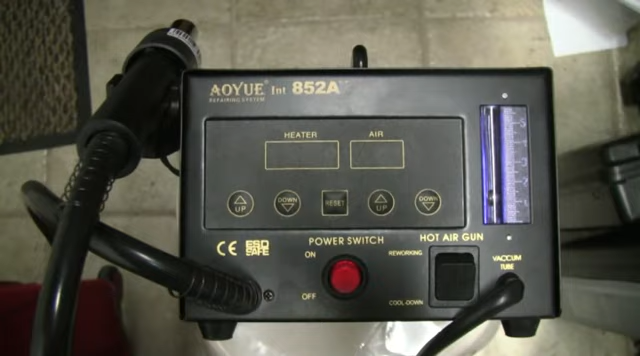 AOYUE® Int 852A
REPAIRING SYSTEM
HEATER AIR
UP DOWN RESET UP DOWN
CE ESD SAFE
POWER SWITCH
ON
OFF
HOT AIR GUN
REWORKING
COOL-DOWN
VACCUM
TUBE